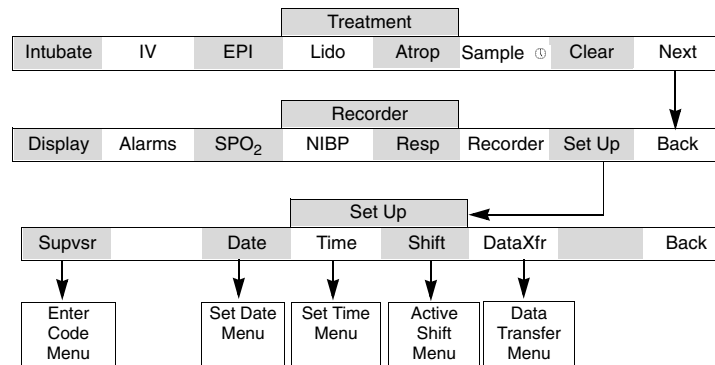 Treatment
Intubate IV EPI Lido Atrop Sample Clear Next
Recorder
Display Alarms SPO₂ NIBP Resp Recorder Set Up Back
Set Up
Supvsr Date Time Shift DataXfr Back
Enter
Code
Menu
Set Date
Menu
Set Time
Menu
Active
Shift
Menu
Data
Transfer
Menu